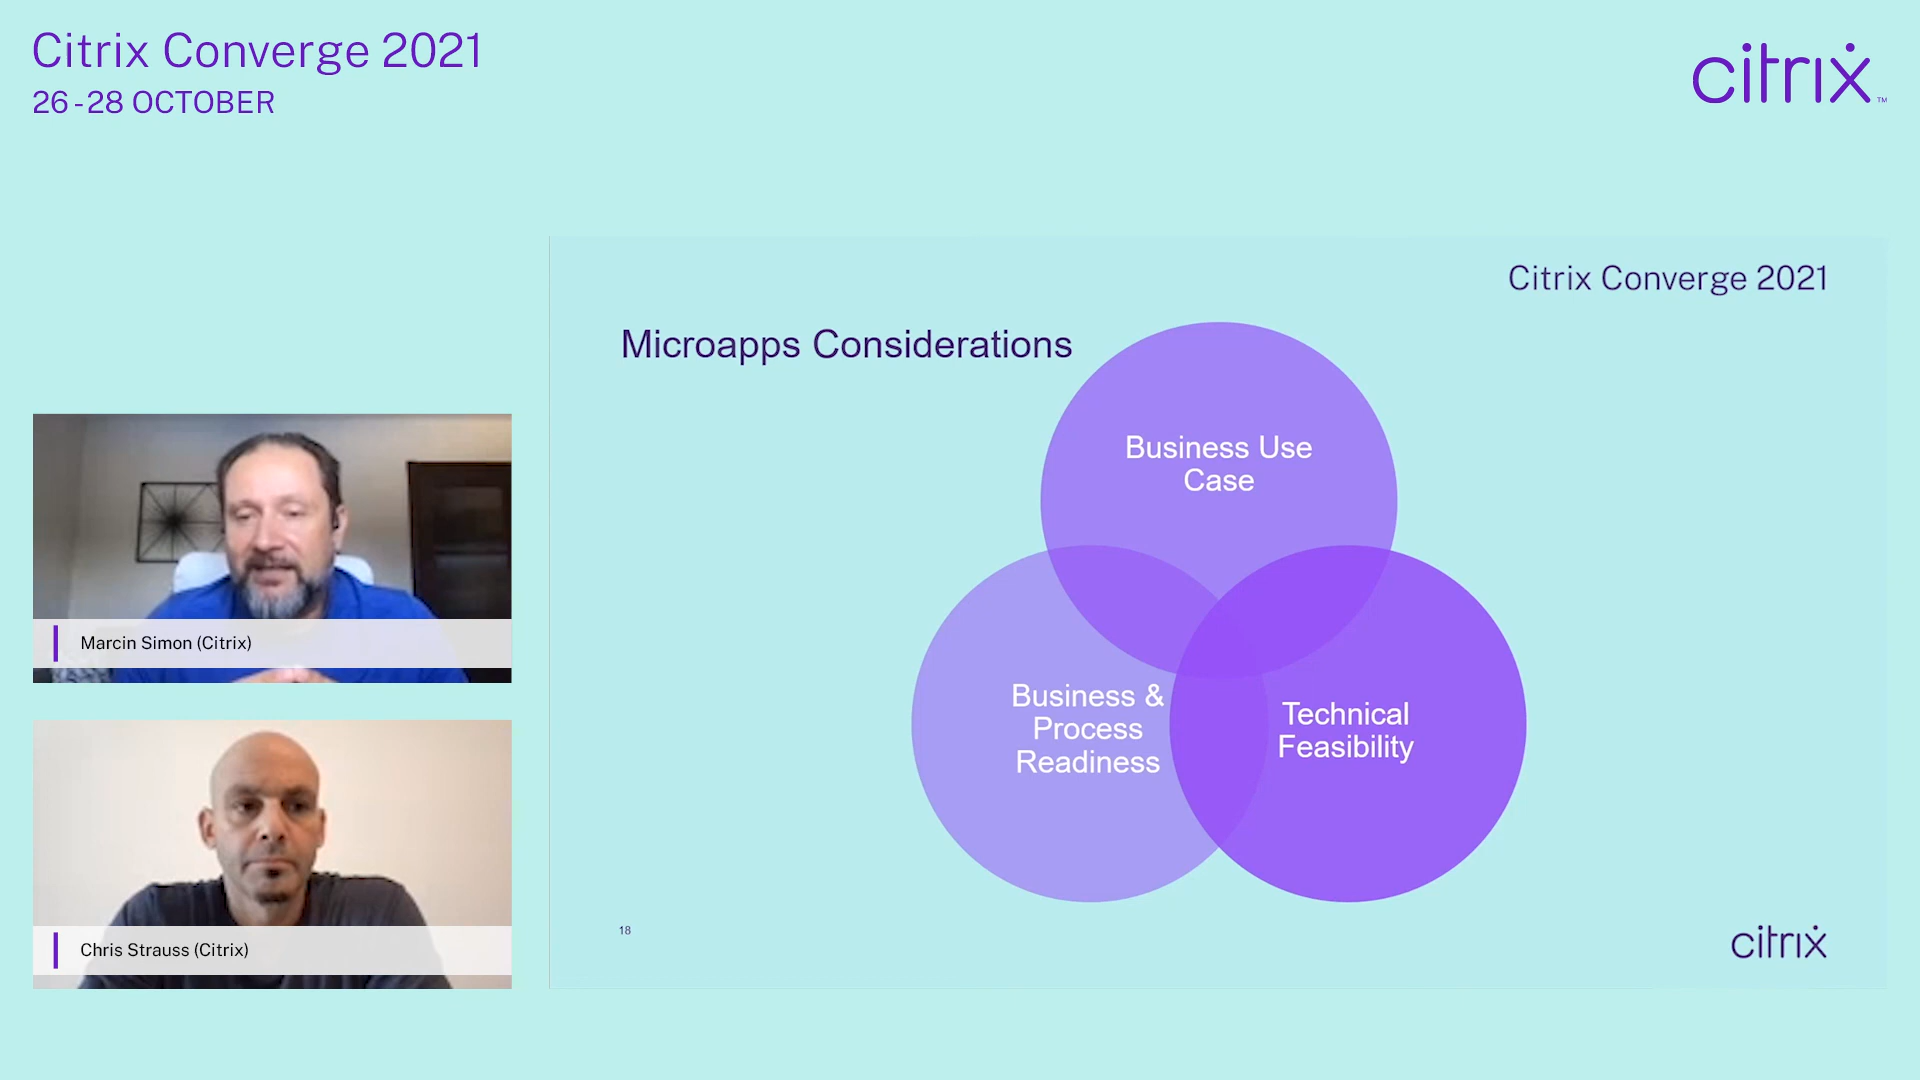 Citrix Converge 2021
26-28 OCTOBER
citrix™
Citrix Converge 2021
Microapps Considerations
Business Use
Case
Business &
Process
Readiness
Technical
Feasibility
18
citrix
Marcin Simon (Citrix)
Chris Strauss (Citrix)